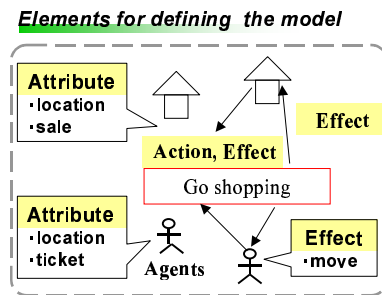 Elements for defining the model
Attribute
・location
・sale
Effect
Action, Effect
Go shopping
Attribute
・location
・ticket
Agents
Effect
・move